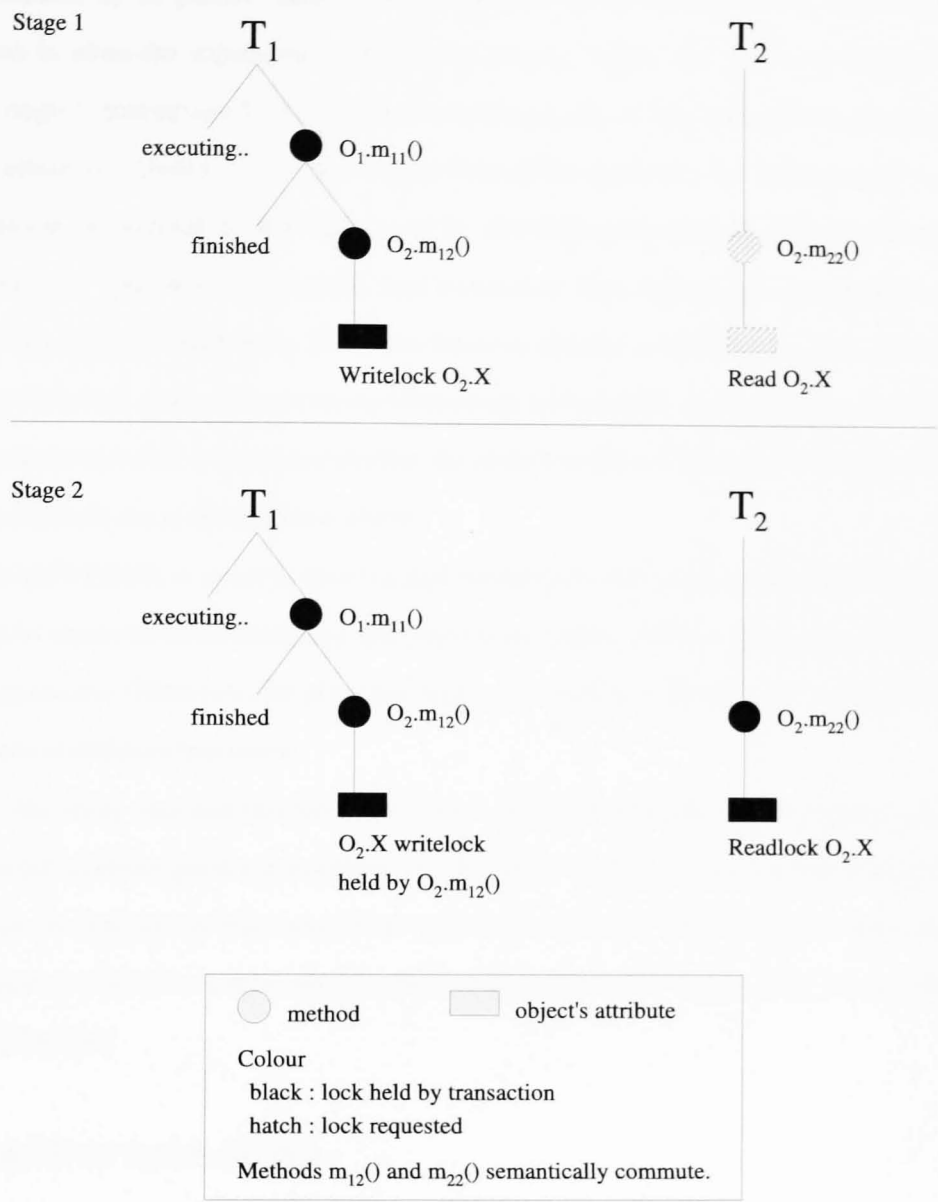 Stage 1
T1 T2
executing.. O1.m11()
finished O2.m12() O2.m22()
Writelock O2.X Read O2.X
Stage 2
T1 T2
executing.. O1.m11()
finished O2.m12() O2.m22()
O2.X writelock Readlock O2.X
held by O2.m12()
method object's attribute
Colour
black : lock held by transaction
hatch : lock requested
Methods m12() and m22() semantically commute.